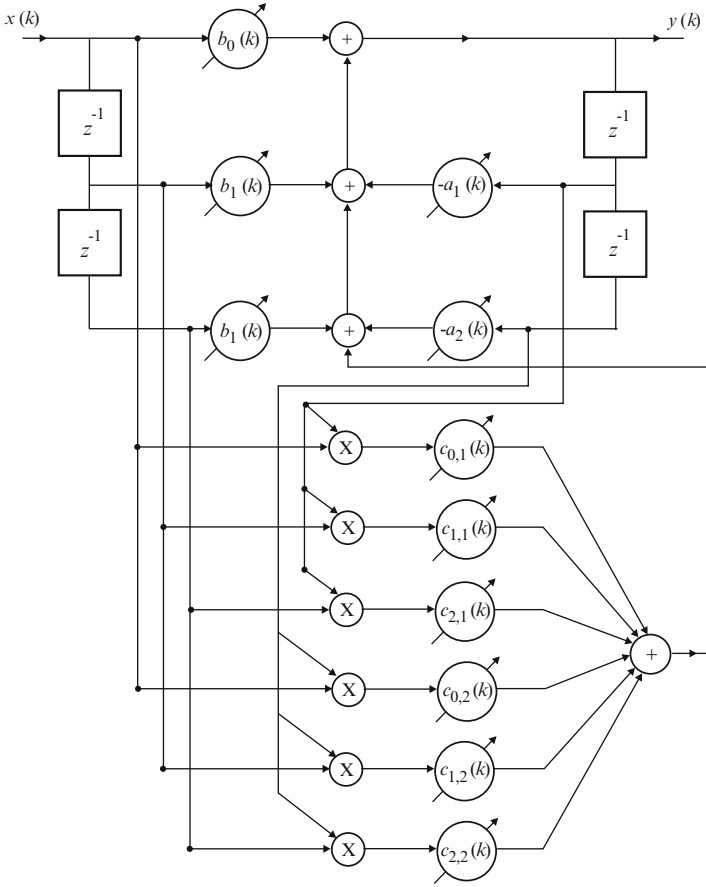 x (k)
y (k)
b₀ (k)
+
z⁻¹
z⁻¹
b₁ (k)
+
-a₁ (k)
z⁻¹
z⁻¹
b₁ (k)
+
-a₂ (k)
X
c₀,₁(k)
X
c₁,₁(k)
X
c₂,₁(k)
+
X
c₀,₂(k)
X
c₁,₂(k)
X
c₂,₂(k)